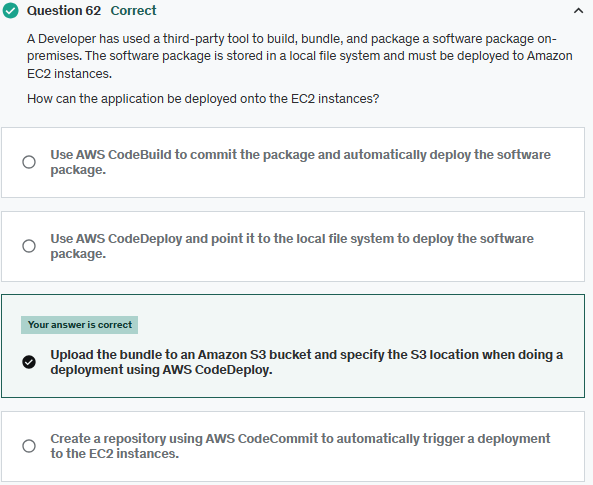 Question 62 Correct
A Developer has used a third-party tool to build, bundle, and package a software package on-
premises. The software package is stored in a local file system and must be deployed to Amazon
EC2 instances.
How can the application be deployed onto the EC2 instances?
Use AWS CodeBuild to commit the package and automatically deploy the software
package.
Use AWS CodeDeploy and point it to the local file system to deploy the software
package.
Your answer is correct
Upload the bundle to an Amazon S3 bucket and specify the S3 location when doing a
deployment using AWS CodeDeploy.
Create a repository using AWS CodeCommit to automatically trigger a deployment
to the EC2 instances.